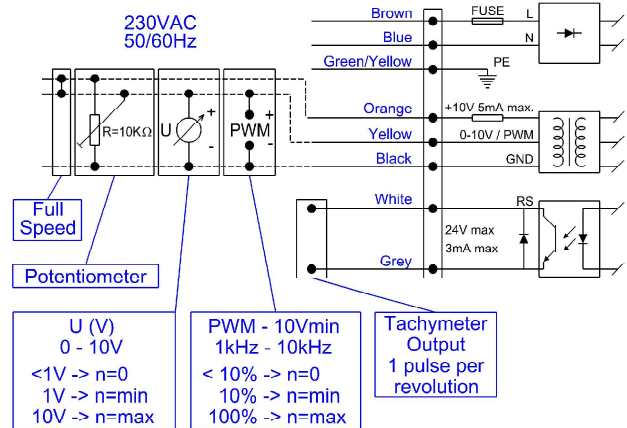 230VAC
50/60Hz
Brown
FUSE
L
Blue
N
Green/Yellow
PE
Orange
+10V 5mA max.
Yellow
0-10V / PWM
Black
GND
R=10KΩ
U
+
-
PWM
+
-
White
RS
24V max
3mA max
Grey
Full
Speed
Potentiometer
U (V)
0 - 10V
<1V -> n=0
1V -> n=min
10V -> n=max
PWM - 10Vmin
1kHz - 10kHz
< 10% -> n=0
10% -> n=min
100% -> n=max
Tachymeter
Output
1 pulse per
revolution